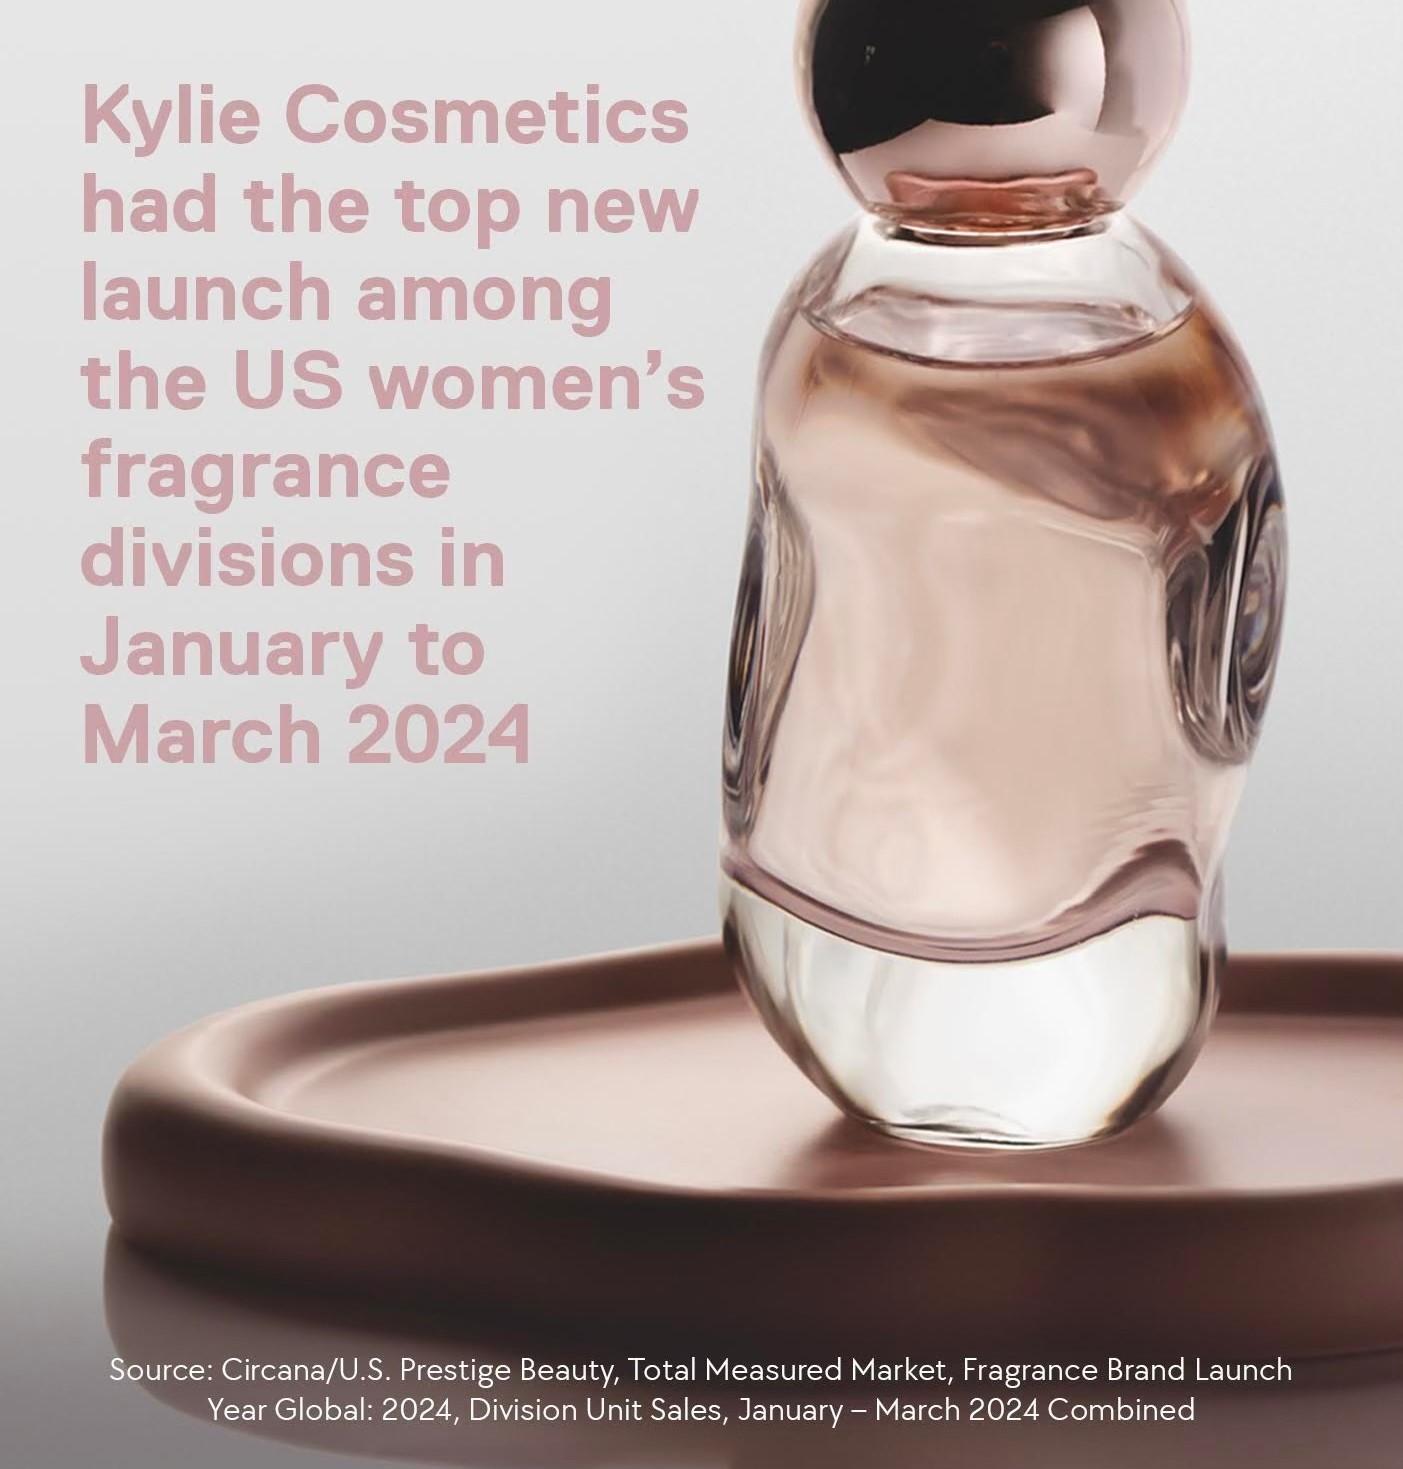 Kylie Cosmetics
had the top new
launch among
the US women’s
fragrance
divisions in
January to
March 2024
Source: Circana/U.S. Prestige Beauty, Total Measured Market, Fragrance Brand Launch
Year Global: 2024, Division Unit Sales, January – March 2024 Combined